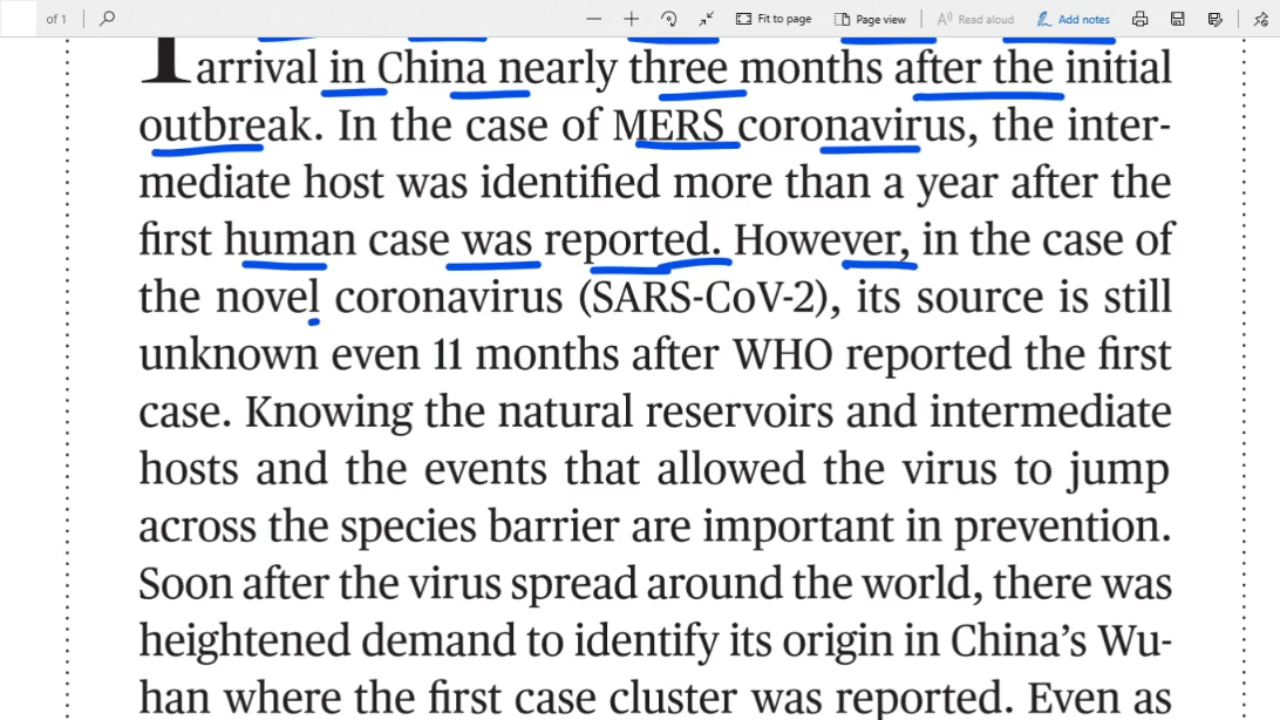 of 1 Fit to page Page view Read aloud Add notes
arrival in China nearly three months after the initial
outbreak. In the case of MERS coronavirus, the inter-
mediate host was identified more than a year after the
first human case was reported. However, in the case of
the novel coronavirus (SARS-CoV-2), its source is still
unknown even 11 months after WHO reported the first
case. Knowing the natural reservoirs and intermediate
hosts and the events that allowed the virus to jump
across the species barrier are important in prevention.
Soon after the virus spread around the world, there was
heightened demand to identify its origin in China’s Wu-
han where the first case cluster was reported. Even as